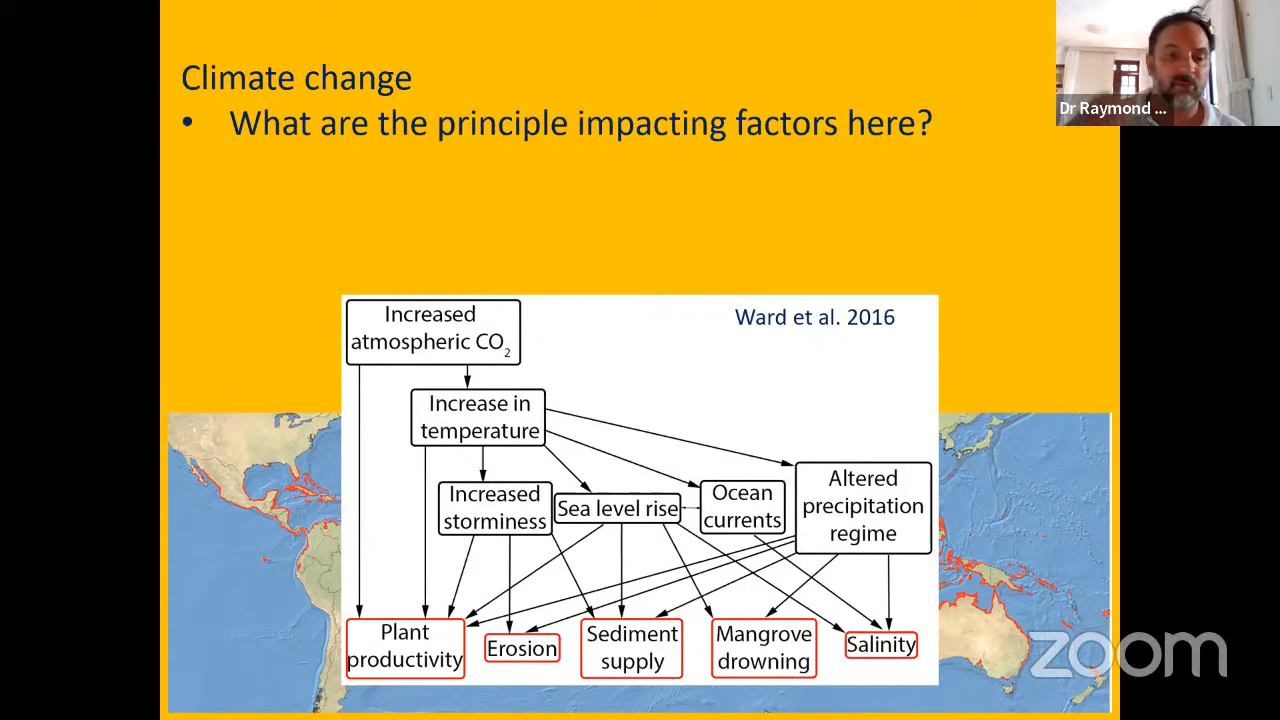 Climate change
• What are the principle impacting factors here?
Dr Raymond ...
Increased
atmospheric CO₂
Ward et al. 2016
Increase in
temperature
Increased
storminess
Sea level rise
Ocean
currents
Altered
precipitation
regime
Plant
productivity
Erosion
Sediment
supply
Mangrove
drowning
Salinity
zoom